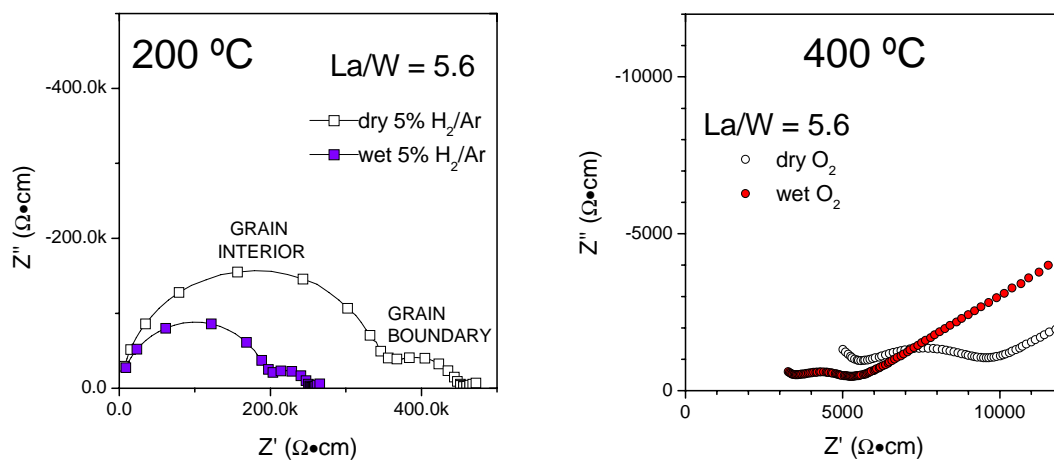 200 ºC
La/W = 5.6
dry 5% H₂/Ar
wet 5% H₂/Ar
GRAIN
INTERIOR
GRAIN
BOUNDARY
-400.0k
-200.0k
0.0
0.0
200.0k
400.0k
Z'' (Ω•cm)
Z' (Ω•cm)
400 ºC
La/W = 5.6
dry O₂
wet O₂
-10000
-5000
0
0
5000
10000
Z'' (Ω•cm)
Z' (Ω•cm)